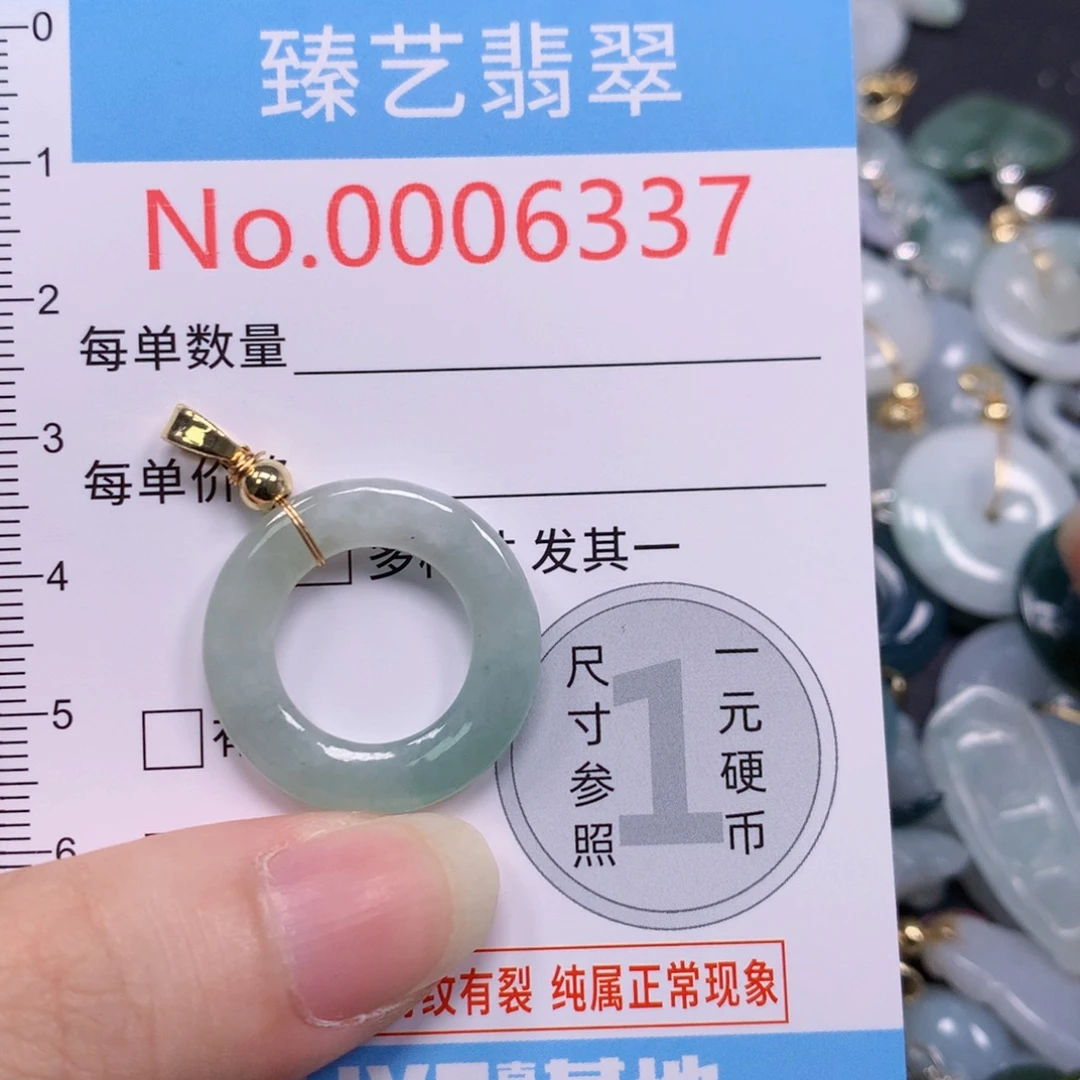 臻艺翡翠
No.0006337
每单数量
每单价
发其一
尺寸参照
1
一元硬币
纹有裂 纯属正常现象
基地
0
1
2
3
4
5
6